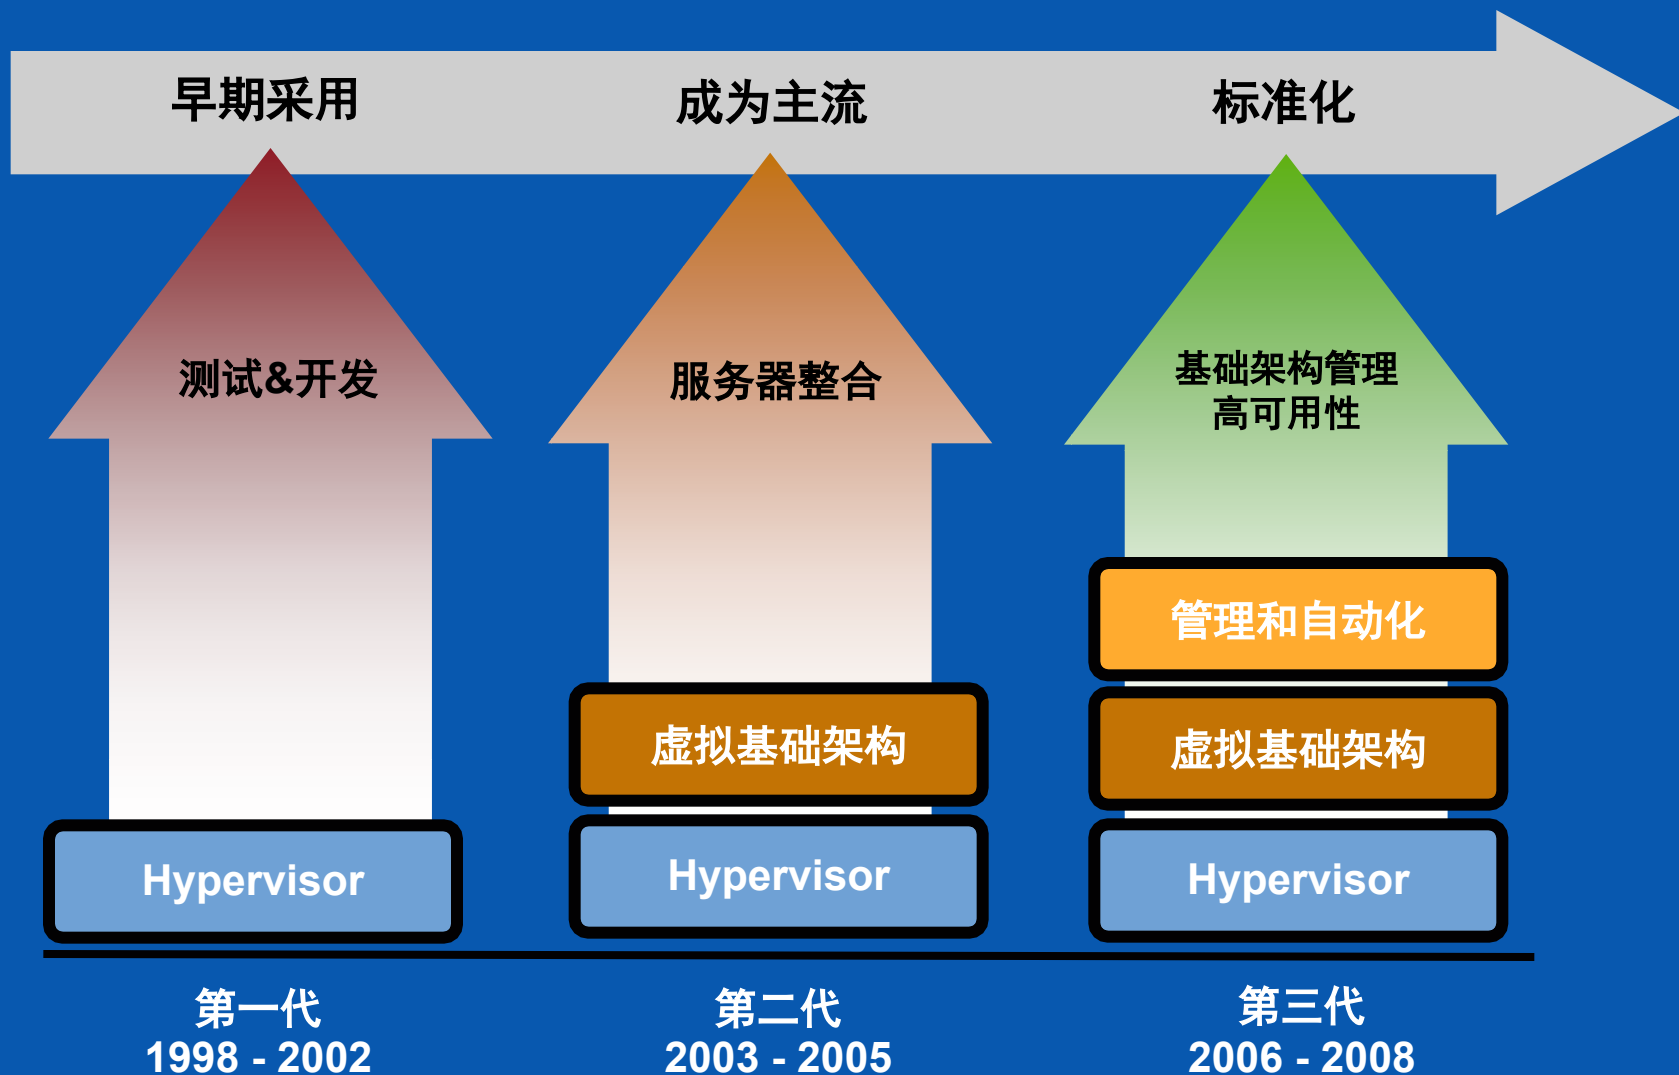 早期采用
成为主流
标准化
测试&开发
服务器整合
基础架构管理
高可用性
管理和自动化
虚拟基础架构
虚拟基础架构
Hypervisor
Hypervisor
Hypervisor
第一代
1998 - 2002
第二代
2003 - 2005
第三代
2006 - 2008